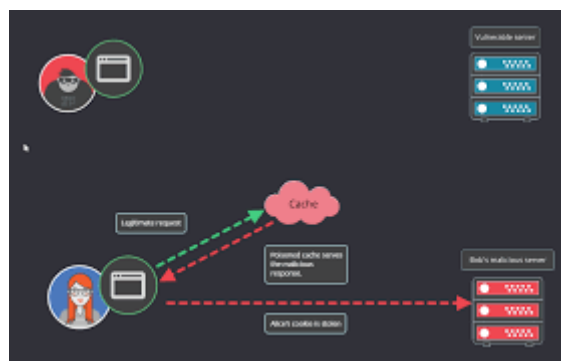 Vulnerable server
Cache
Legitimate request
Poisoned cache serves
the malicious
response.
Bob's malicious server
Alice's cookie is stolen